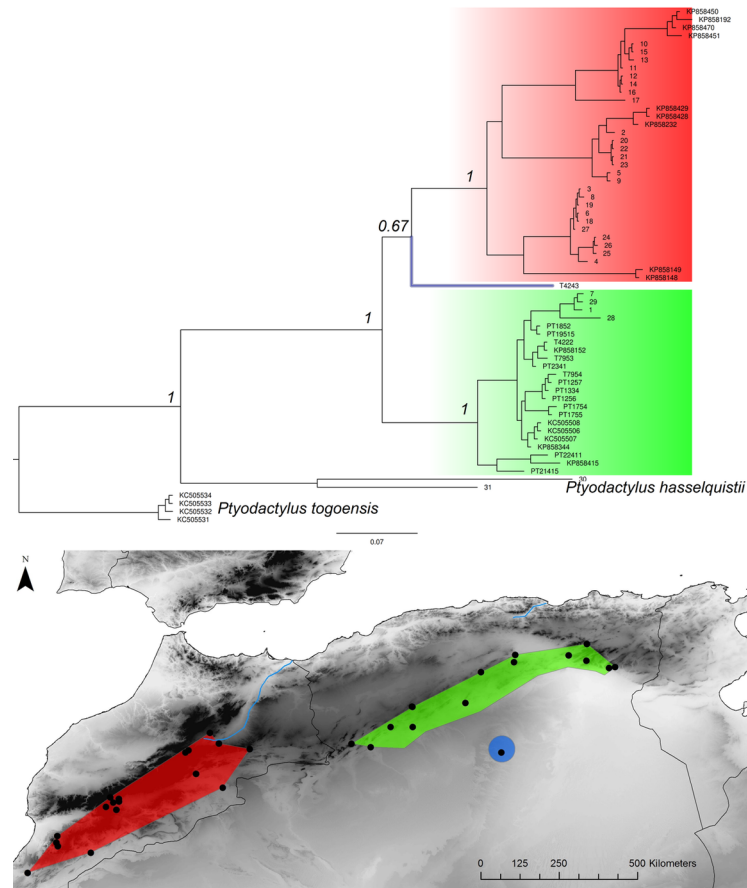 KP858450
KP858192
KP858470
KP858451
10
15
13
11
12
14
16
17
KP858429
KP858428
KP858232
2
20
22
21
23
5
9
3
8
19
6
18
27
24
26
25
4
KP858149
KP858148
1
0.67
T4243
7
29
1
28
PT1852
PT19515
T4222
KP858152
T7953
PT2341
T7954
PT1257
PT1334
PT1256
PT1754
PT1755
KC505508
KC505506
KC505507
KP858344
PT22411
KP858415
PT21415
1
1
1
30
31
Ptyodactylus hasselquistii
KC505534
KC505533
KC505532
KC505531
Ptyodactylus togoensis
0.07
N
0 125 250 500 Kilometers